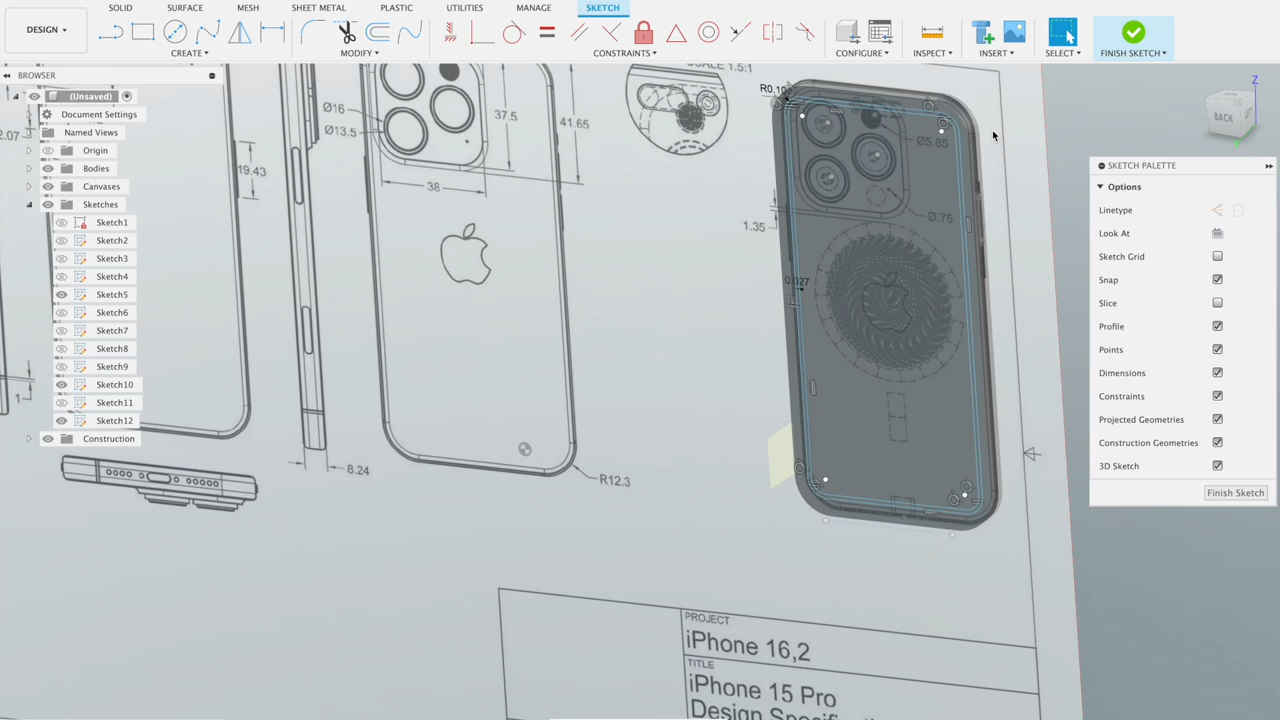 SOLID SURFACE MESH SHEET METAL PLASTIC UTILITIES MANAGE SKETCH
DESIGN
CREATE MODIFY CONSTRAINTS CONFIGURE INSPECT INSERT SELECT FINISH SKETCH
BROWSER
(Unsaved)
Document Settings
Named Views
Origin
Bodies
Canvases
Sketches
Sketch1
Sketch2
Sketch3
Sketch4
Sketch5
Sketch6
Sketch7
Sketch8
Sketch9
Sketch10
Sketch11
Sketch12
Construction
19.43
Ø16
Ø13.5
37.5
41.65
38
8.24
R12.3
SCALE 1.5:1
R0.10
Ø5.85
Ø.75
1.35
0.027
1
PROJECT
iPhone 16,2
TITLE
iPhone 15 Pro
BACK
Z
SKETCH PALETTE
Options
Linetype
Look At
Sketch Grid
Snap
Slice
Profile
Points
Dimensions
Constraints
Projected Geometries
Construction Geometries
3D Sketch
Finish Sketch